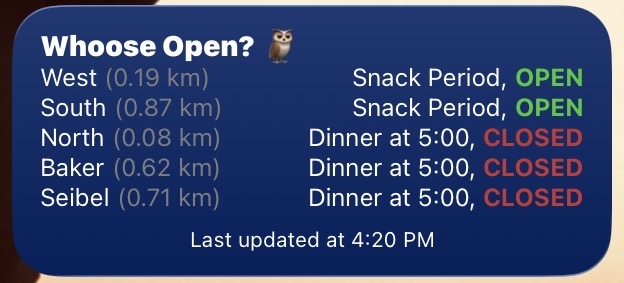 Whoose Open? 🦉
West (0.19 km) Snack Period, OPEN
South (0.87 km) Snack Period, OPEN
North (0.08 km) Dinner at 5:00, CLOSED
Baker (0.62 km) Dinner at 5:00, CLOSED
Seibel (0.71 km) Dinner at 5:00, CLOSED
Last updated at 4:20 PM